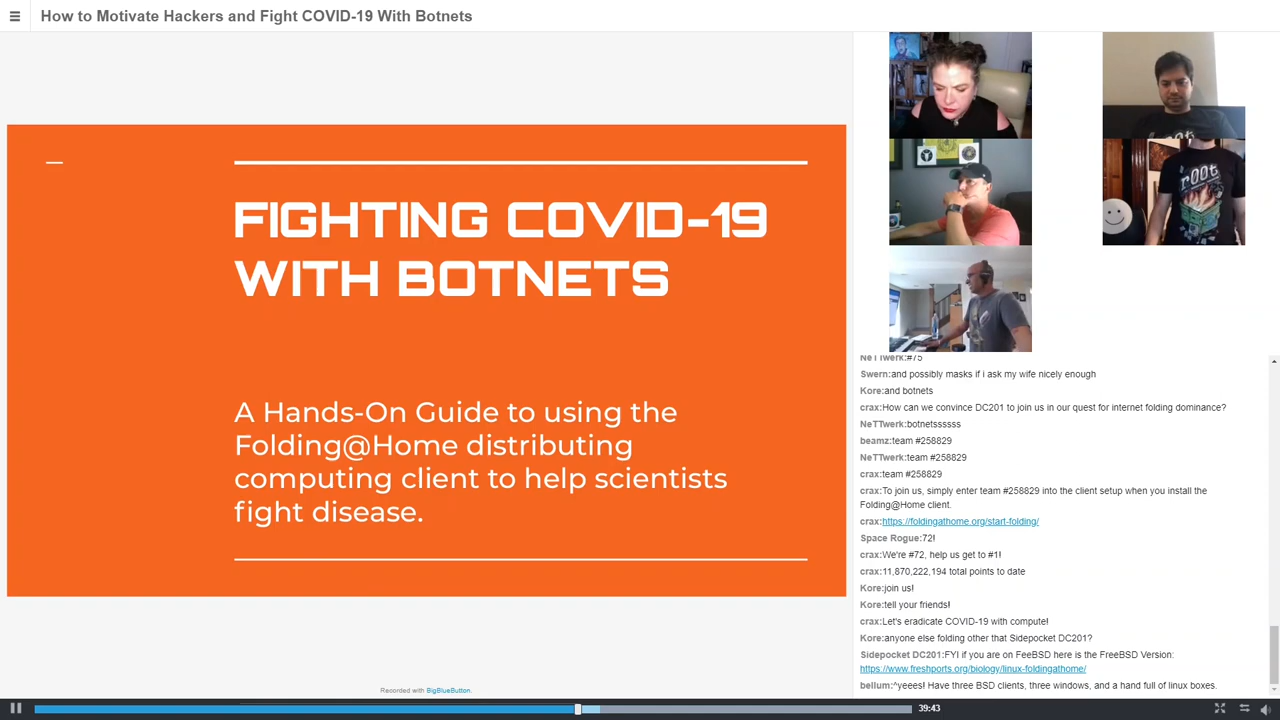 How to Motivate Hackers and Fight COVID-19 With Botnets
FIGHTING COVID-19
WITH BOTNETS
A Hands-On Guide to using the
Folding@Home distributing
computing client to help scientists
fight disease.
Recorded with BigBlueButton.
root
NeTTwerk:#75
Swern:and possibly masks if i ask my wife nicely enough
Kore:and botnets
crax:How can we convince DC201 to join us in our quest for internet folding dominance?
NeTTwerk:botnetsssss
beamz:team #258829
NeTTwerk:team #258829
crax:team #258829
crax:To join us, simply enter team #258829 into the client setup when you install the
Folding@Home client.
crax:https://foldingathome.org/start-folding/
Space Rogue:72!
crax:We're #72, help us get to #1!
crax:11,870,222,194 total points to date
Kore:join us!
Kore:tell your friends!
crax:Let's eradicate COVID-19 with compute!
Kore:anyone else folding other that Sidepocket DC201?
Sidepocket DC201:FYI if you are on FeeBSD here is the FreeBSD Version:
https://www.freshports.org/biology/linux-foldingathome/
bellum:^yeees! Have three BSD clients, three windows, and a hand full of linux boxes.
39:43